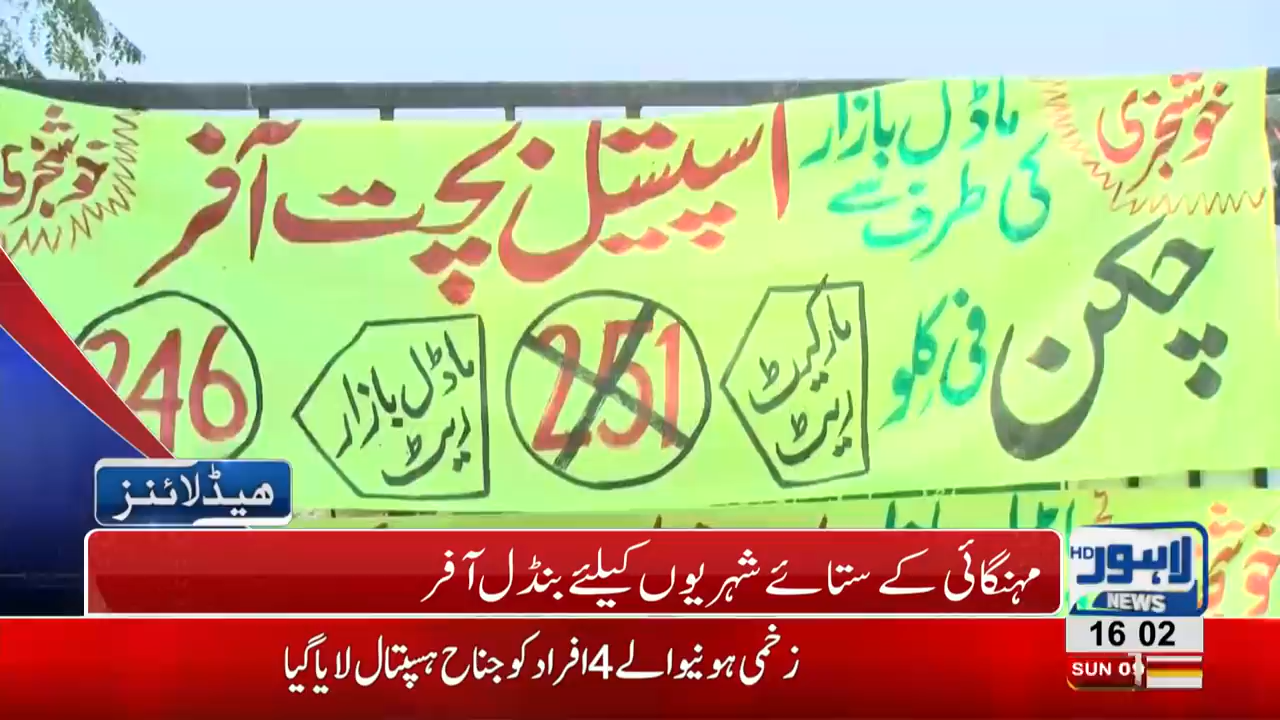 خوشخبری
ماڈل بازار
کی طرف سے
اسپیشل بچت آفر
خوشخبری
چکن
فی کلو
مارکیٹ
ریٹ
251
ماڈل بازار
ریٹ
246
ھیڈلائنز
مہنگائی کے ستائے شہریوں کیلئے بنڈل آفر
HD لاہور
NEWS
16 02
SUN
زخمی ہونیوالے 4 افراد کو جناح ہسپتال لایا گیا